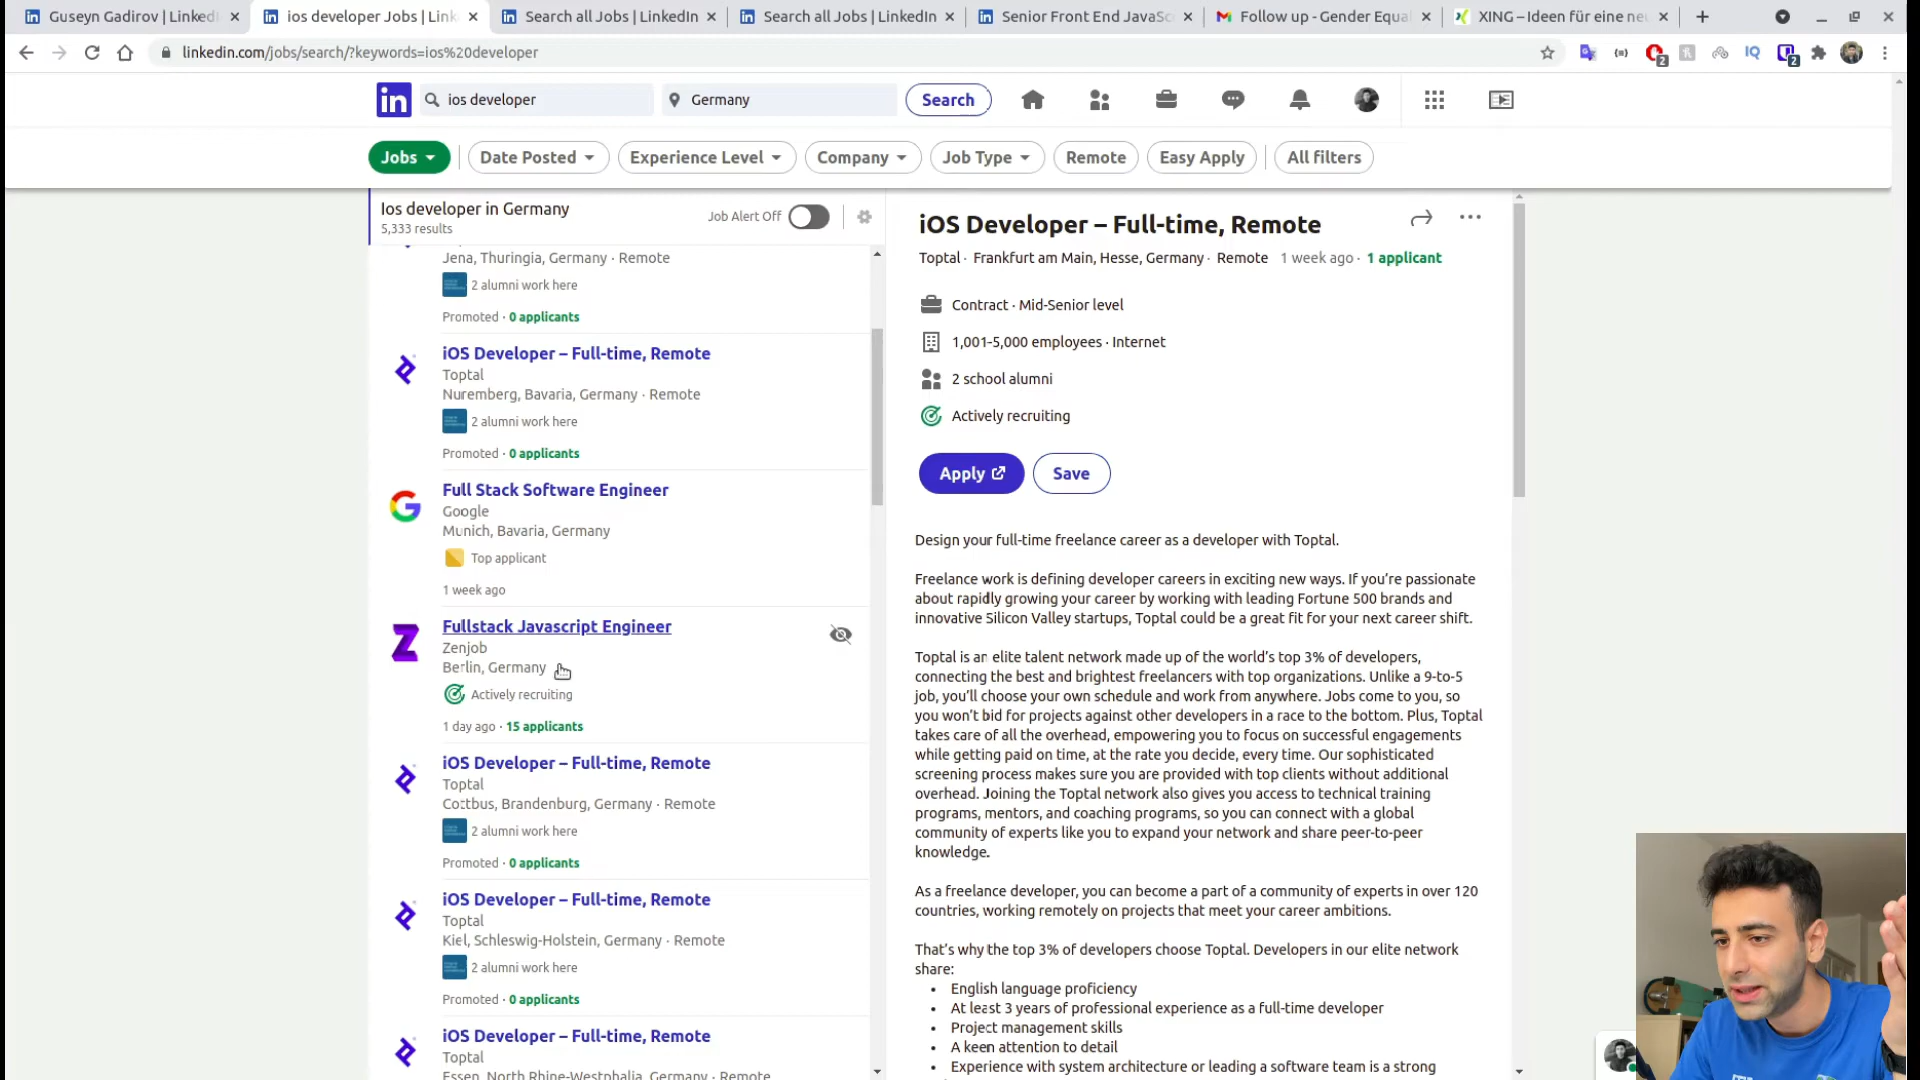 Guseyn Gadirov | Linkedi
ios developer Jobs | Link
Search all Jobs | LinkedIn
Search all Jobs | LinkedIn
Senior Front End JavaSc
Follow up - Gender Equal
XING – Ideen für eine neu
linkedin.com/jobs/search/?keywords=ios%20developer
2
IQ
2
in
ios developer
Germany
Search
Jobs
Date Posted
Experience Level
Company
Job Type
Remote
Easy Apply
All filters
Ios developer in Germany
5,333 results
Job Alert Off
Jena, Thuringia, Germany · Remote
2 alumni work here
Promoted · 0 applicants
iOS Developer – Full-time, Remote
Toptal
Nuremberg, Bavaria, Germany · Remote
2 alumni work here
Promoted · 0 applicants
Full Stack Software Engineer
Google
Munich, Bavaria, Germany
Top applicant
1 week ago
Fullstack Javascript Engineer
Zenjob
Berlin, Germany
Actively recruiting
1 day ago · 15 applicants
iOS Developer – Full-time, Remote
Toptal
Cottbus, Brandenburg, Germany · Remote
2 alumni work here
Promoted · 0 applicants
iOS Developer – Full-time, Remote
Toptal
Kiel, Schleswig-Holstein, Germany · Remote
2 alumni work here
Promoted · 0 applicants
iOS Developer – Full-time, Remote
Toptal
Essen, North Rhine-Westphalia, Germany · Remote
iOS Developer – Full-time, Remote
Toptal · Frankfurt am Main, Hesse, Germany · Remote 1 week ago · 1 applicant
Contract · Mid-Senior level
1,001-5,000 employees · Internet
2 school alumni
Actively recruiting
Apply
Save
Design your full-time freelance career as a developer with Toptal.
Freelance work is defining developer careers in exciting new ways. If you're passionate
about rapidly growing your career by working with leading Fortune 500 brands and
innovative Silicon Valley startups, Toptal could be a great fit for your next career shift.
Toptal is an elite talent network made up of the world's top 3% of developers,
connecting the best and brightest freelancers with top organizations. Unlike a 9-to-5
job, you'll choose your own schedule and work from anywhere. Jobs come to you, so
you won't bid for projects against other developers in a race to the bottom. Plus, Toptal
takes care of all the overhead, empowering you to focus on successful engagements
while getting paid on time, at the rate you decide, every time. Our sophisticated
screening process makes sure you are provided with top clients without additional
overhead. Joining the Toptal network also gives you access to technical training
programs, mentors, and coaching programs, so you can connect with a global
community of experts like you to expand your network and share peer-to-peer
knowledge.
As a freelance developer, you can become a part of a community of experts in over 120
countries, working remotely on projects that meet your career ambitions.
That's why the top 3% of developers choose Toptal. Developers in our elite network
share:
• English language proficiency
• At least 3 years of professional experience as a full-time developer
• Project management skills
• A keen attention to detail
• Experience with system architecture or leading a software team is a strong